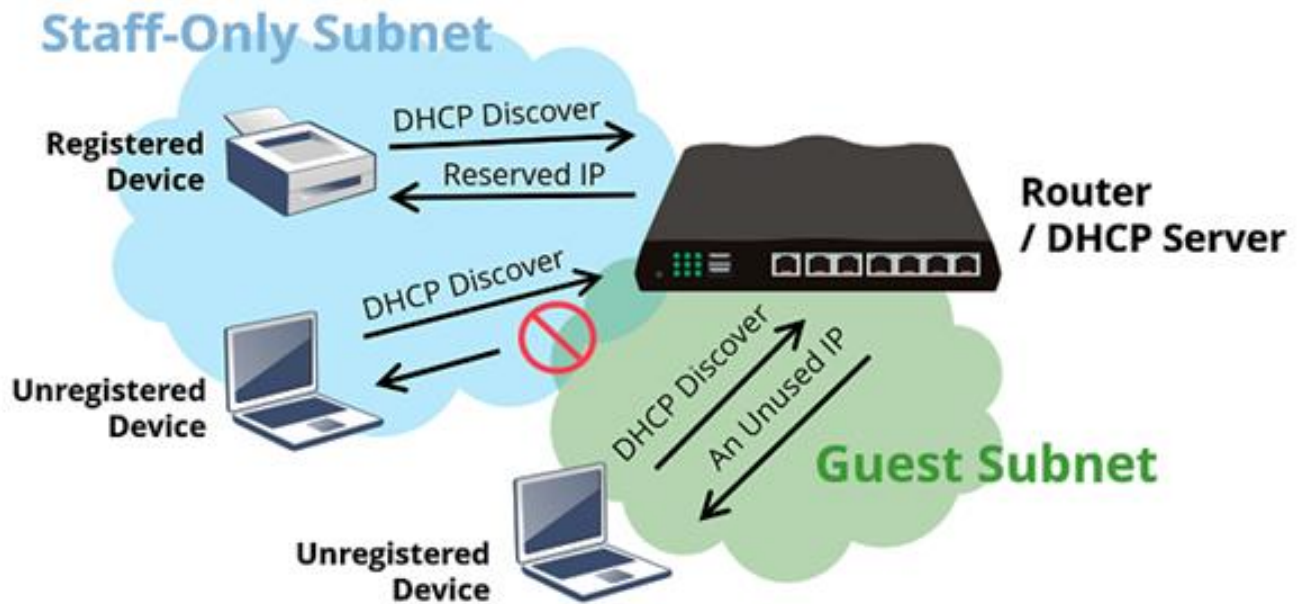 Staff-Only Subnet
Registered
Device
DHCP Discover
Reserved IP
Router
/ DHCP Server
DHCP Discover
Unregistered
Device
DHCP Discover
An Unused IP
Guest Subnet
Unregistered
Device